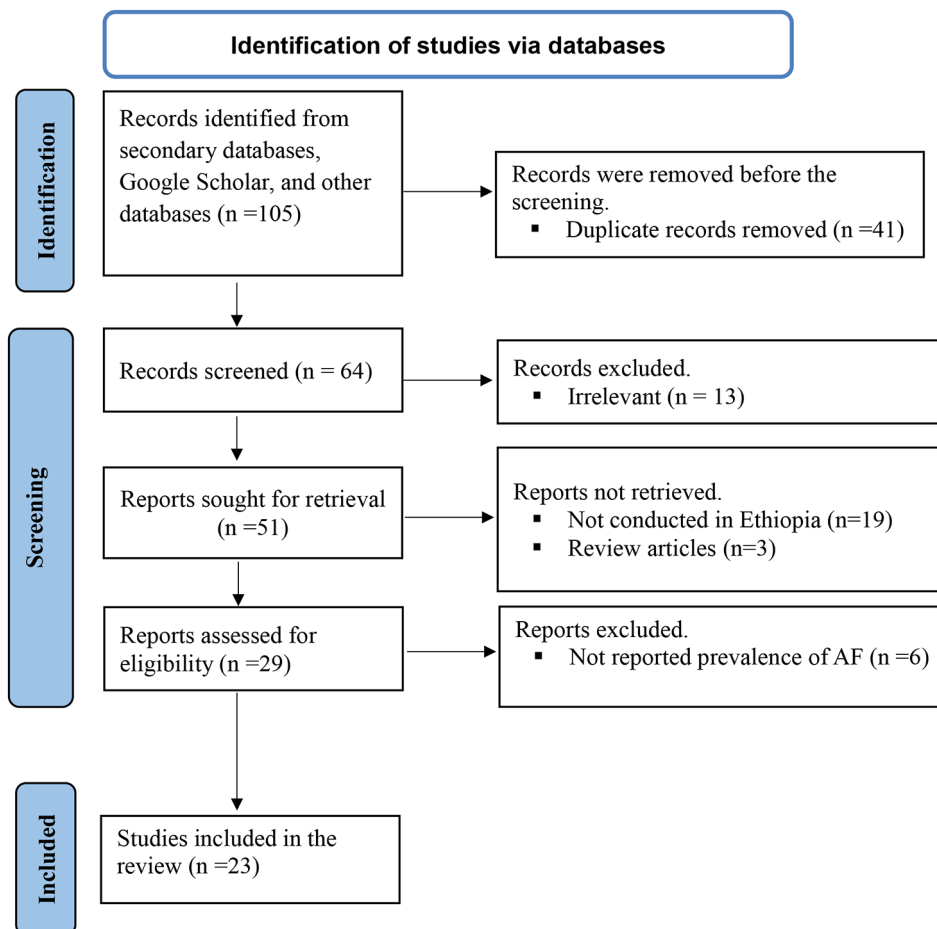 Identification of studies via databases
Identification
Records identified from
secondary databases,
Google Scholar, and other
databases (n =105)
Records were removed before the
screening.
▪ Duplicate records removed (n =41)
Screening
Records screened (n = 64)
Records excluded.
▪ Irrelevant (n = 13)
Reports sought for retrieval
(n =51)
Reports not retrieved.
▪ Not conducted in Ethiopia (n=19)
▪ Review articles (n=3)
Reports assessed for
eligibility (n =29)
Reports excluded.
▪ Not reported prevalence of AF (n =6)
Included
Studies included in the
review (n =23)